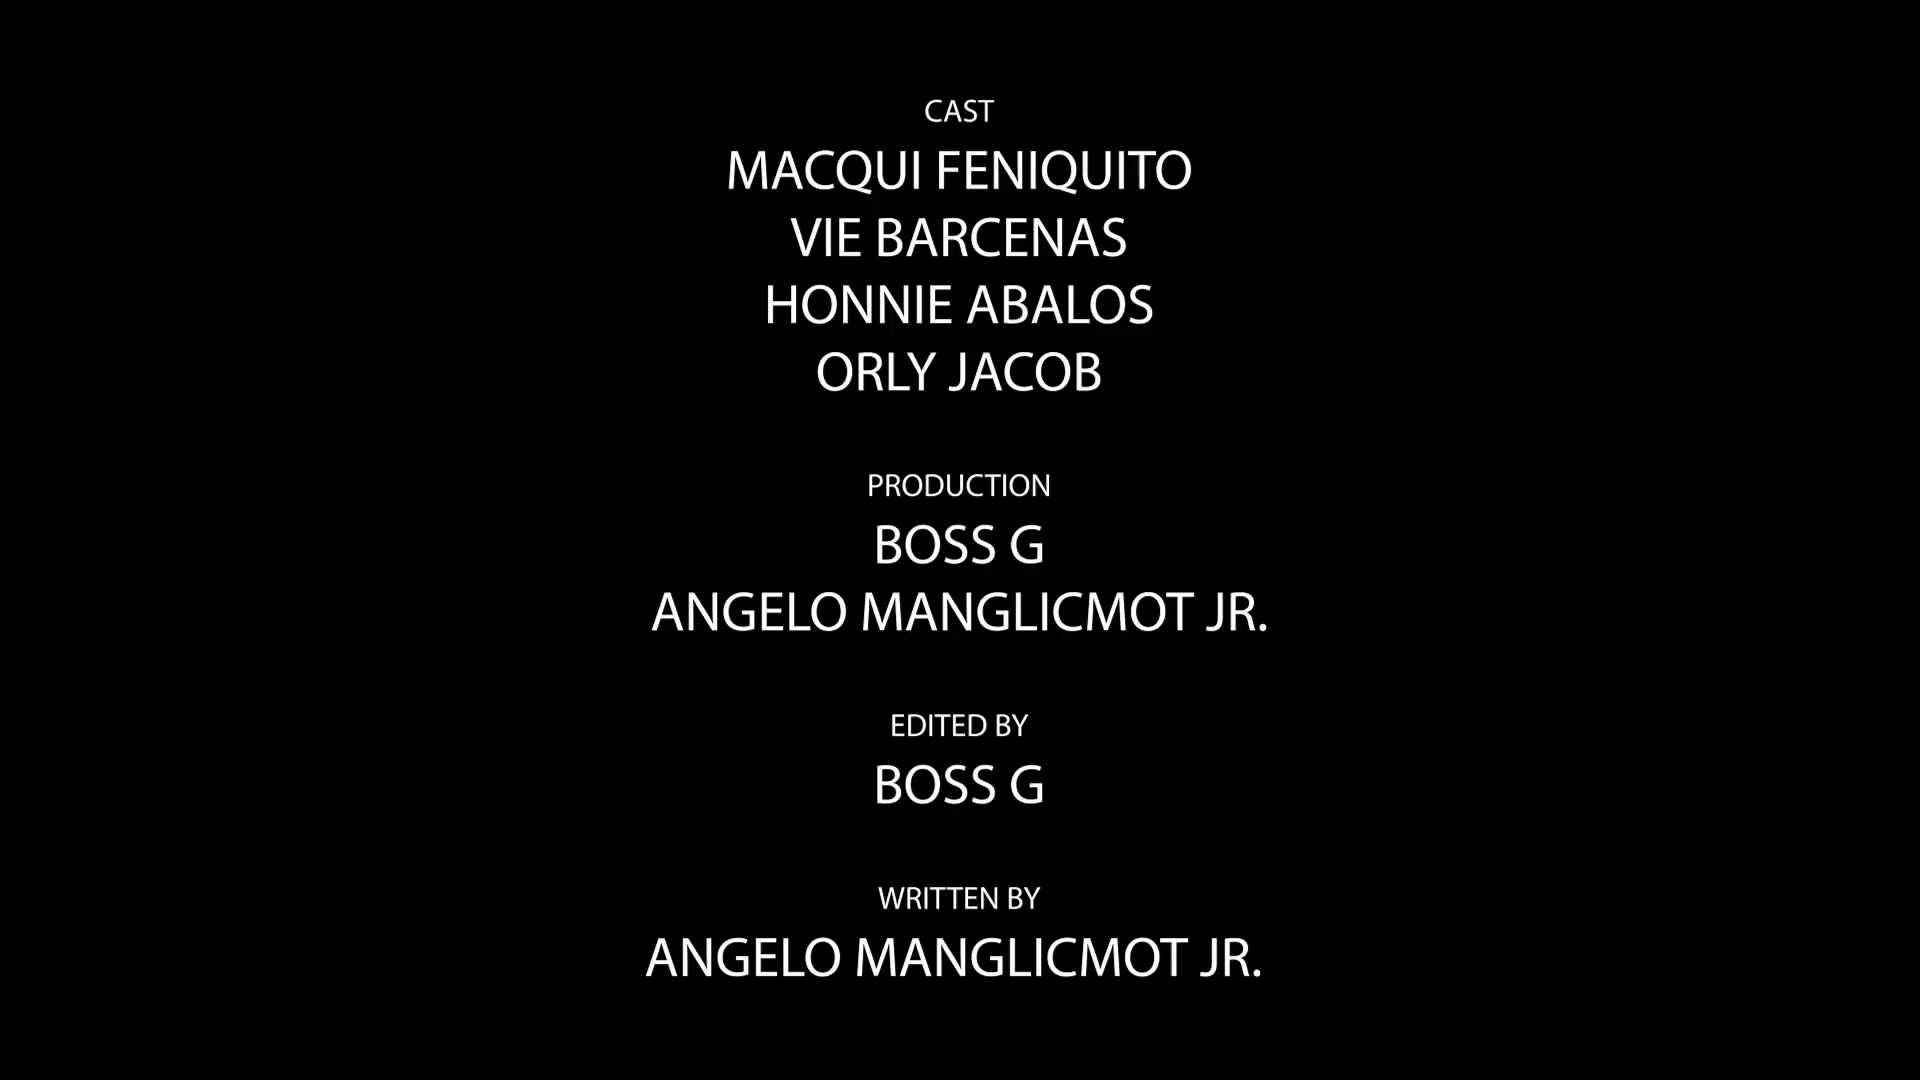 CAST
MACQUI FENIQUITO
VIE BARCENAS
HONNIE ABALOS
ORLY JACOB
PRODUCTION
BOSS G
ANGELO MANGLICMOT JR.
EDITED BY
BOSS G
WRITTEN BY
ANGELO MANGLICMOT JR.